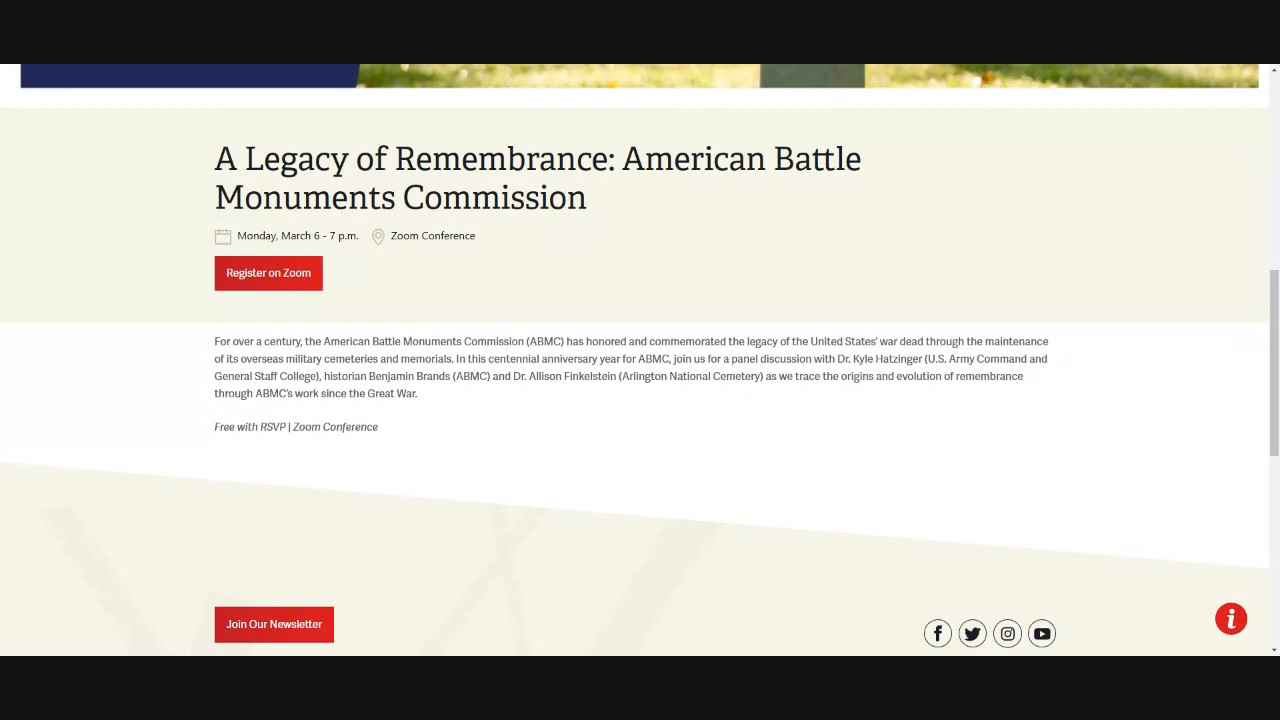 A Legacy of Remembrance: American Battle
Monuments Commission
Monday, March 6 - 7 p.m. Zoom Conference
Register on Zoom
For over a century, the American Battle Monuments Commission (ABMC) has honored and commemorated the legacy of the United States' war dead through the maintenance
of its overseas military cemeteries and memorials. In this centennial anniversary year for ABMC, join us for a panel discussion with Dr. Kyle Hatzinger (U.S. Army Command and
General Staff College), historian Benjamin Brands (ABMC) and Dr. Allison Finkelstein (Arlington National Cemetery) as we trace the origins and evolution of remembrance
through ABMC's work since the Great War.
Free with RSVP | Zoom Conference
Join Our Newsletter